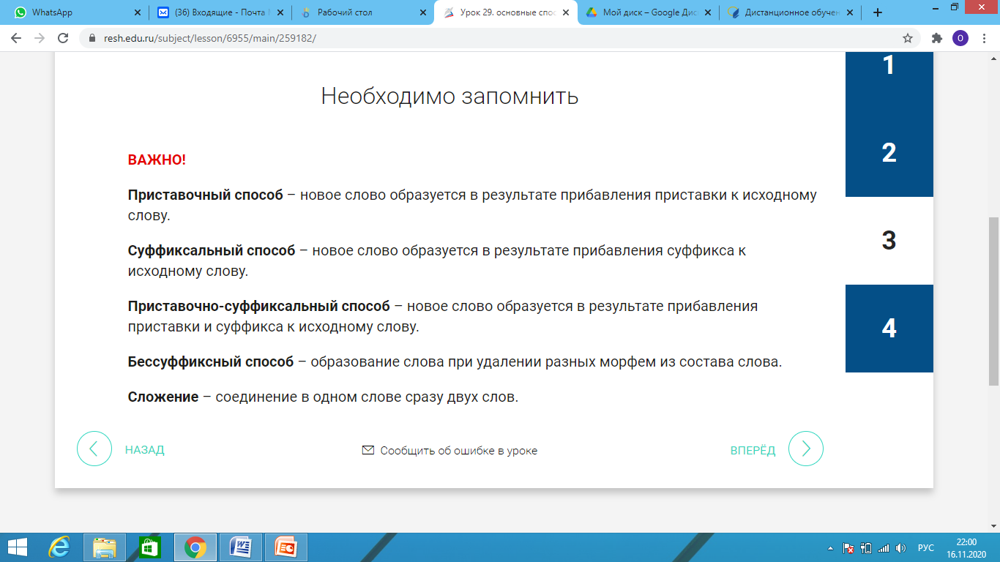 WhatsApp
(36) Входящие - Почта
Рабочий стол
Урок 29. основные спос
Мой диск – Google Дис
Дистанционное обучен
resh.edu.ru/subject/lesson/6955/main/259182/
О
1
Необходимо запомнить
2
ВАЖНО!
Приставочный способ – новое слово образуется в результате прибавления приставки к исходному
слову.
3
Суффиксальный способ – новое слово образуется в результате прибавления суффикса к
исходному слову.
Приставочно-суффиксальный способ – новое слово образуется в результате прибавления
приставки и суффикса к исходному слову.
4
Бессуффиксный способ – образование слова при удалении разных морфем из состава слова.
Сложение – соединение в одном слове сразу двух слов.
НАЗАД
Сообщить об ошибке в уроке
ВПЕРЁД
РУС
22:00
16.11.2020